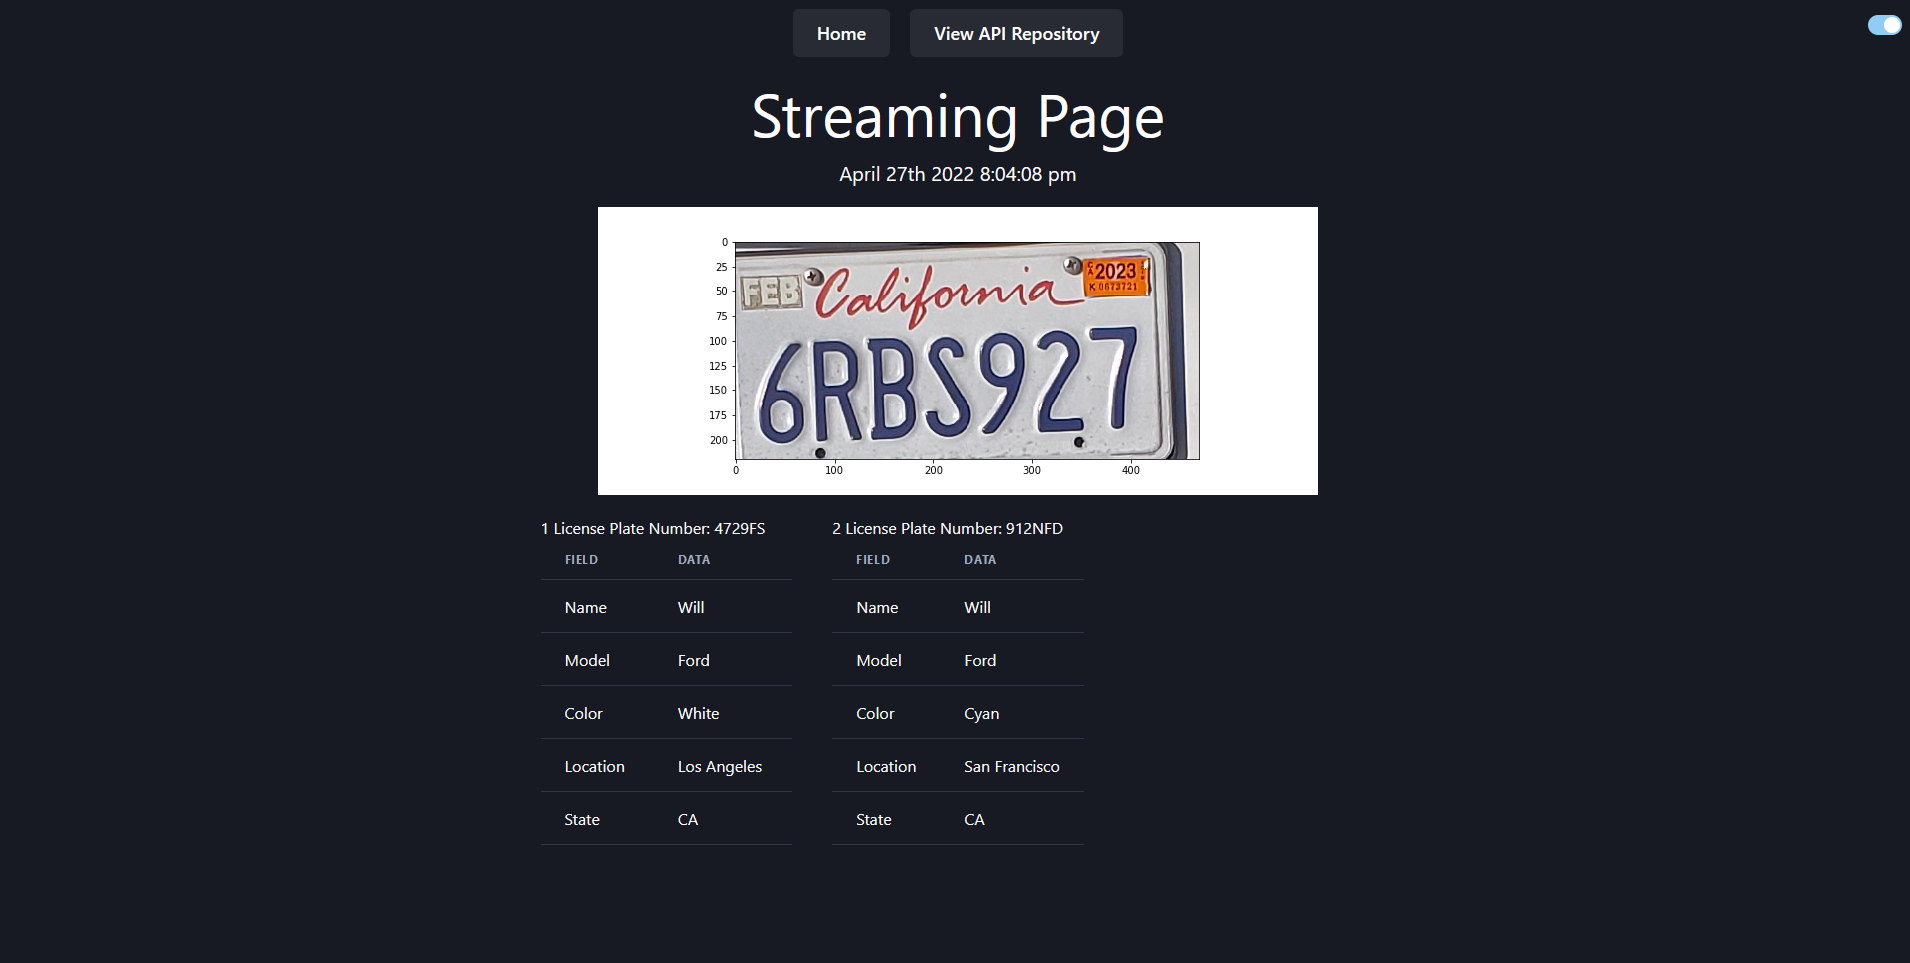 Home View API Repository
Streaming Page
April 27th 2022 8:04:08 pm
0
25
50
75
100
125
150
175
200
FEB California CA 2023
K 0673721
6RBS927
0 100 200 300 400
1 License Plate Number: 4729FS 2 License Plate Number: 912NFD
FIELD DATA FIELD DATA
Name Will Name Will
Model Ford Model Ford
Color White Color Cyan
Location Los Angeles Location San Francisco
State CA State CA